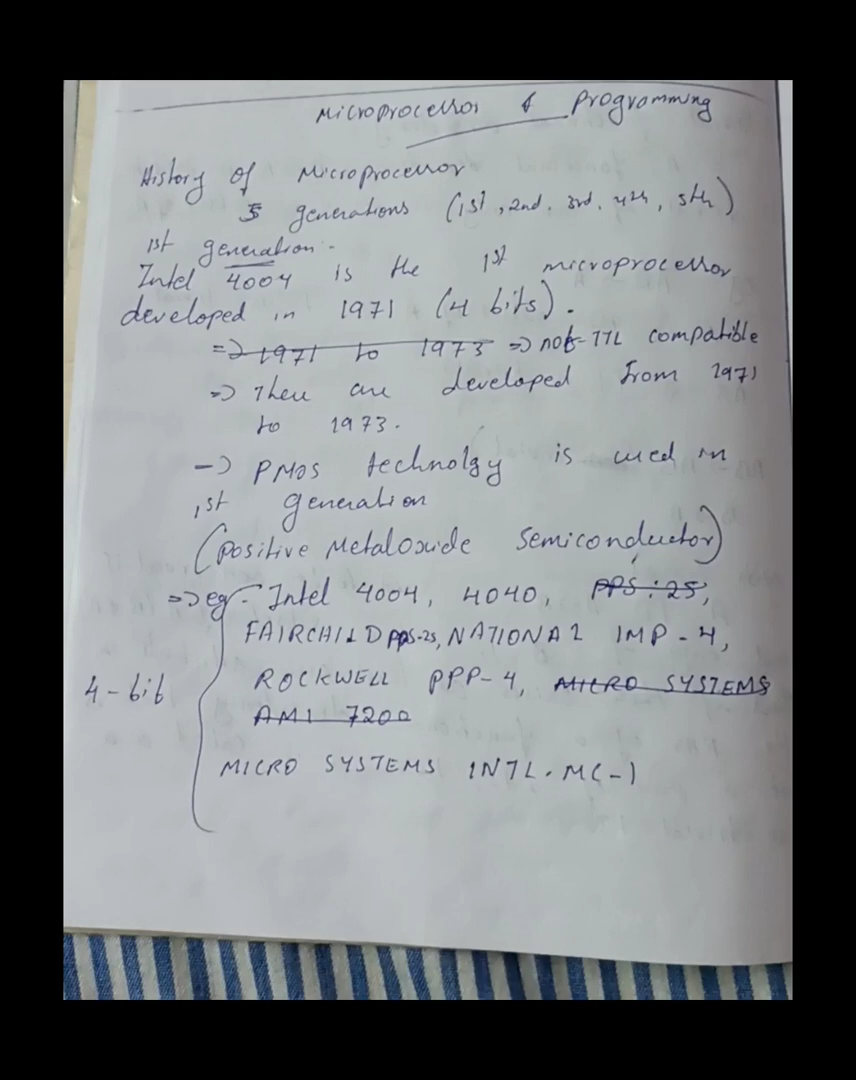 Microprocessor & Programming
History of Microprocessor
5 generations (1st, 2nd, 3rd, 4th, 5th)
1st generation.
Intel 4004 is the 1st microprocessor
developed in 1971 (4 bits).
=> 1971 to 1973 => not TTL compatible
=> These are developed from 1971
to 1973.
-> PMOS technolgy is used in
1st generation
(Positive Metaloxide Semiconductor)
=> eg - Intel 4004, 4040, PPS:25,
FAIRCHILD PPS-25, NATIONAL IMP-4,
4-bit ROCKWELL PPP-4, MICRO SYSTEMS
AMI 7200
MICRO SYSTEMS INTL. MC-1